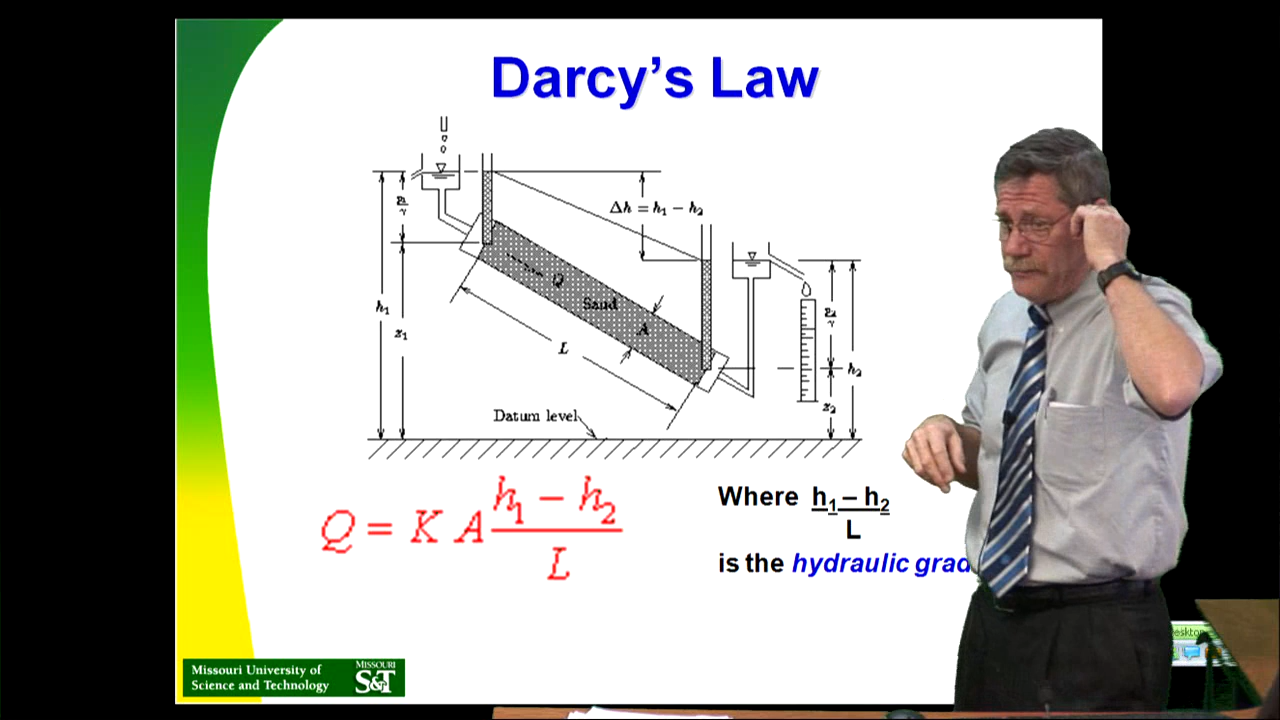 Darcy's Law
p₁/γ
Δh = h₁ − h₂
Q
Sand
A
h₁
z₁
L
p₂/γ
h₂
z₂
Datum level
Q = K A (h₁ − h₂)/L
Where h₁ – h₂
L
is the hydraulic grad
Missouri University of
Science and Technology
MISSOURI
S&T
esktop